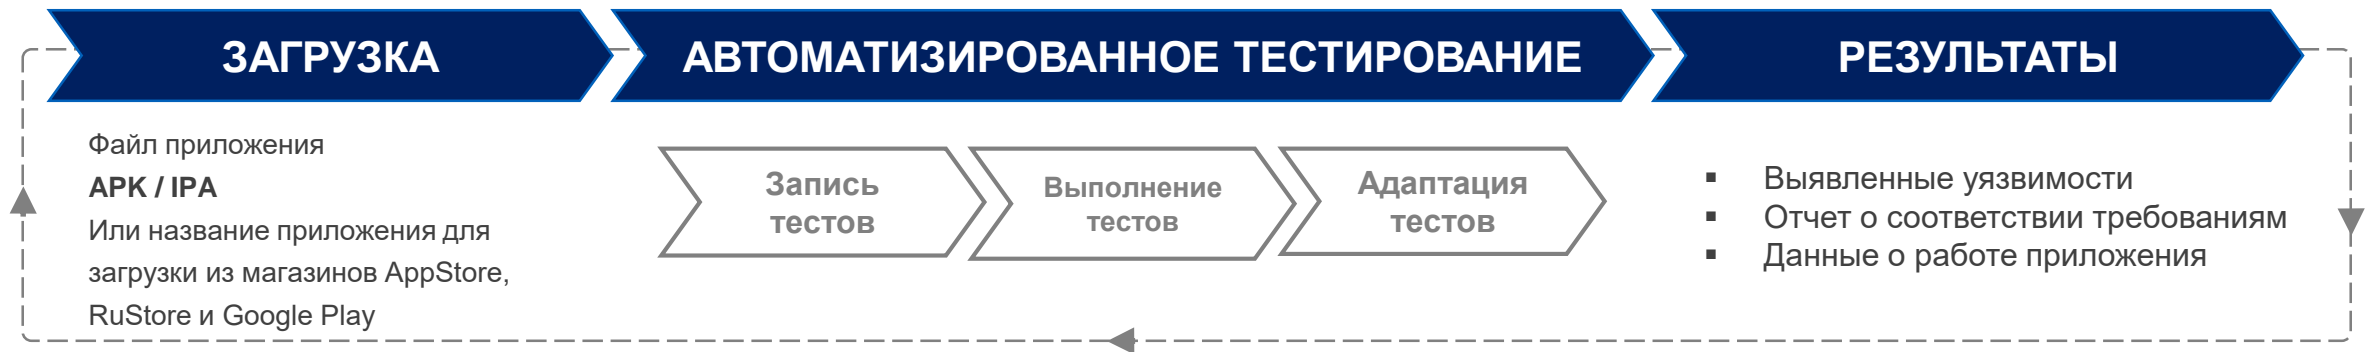 ЗАГРУЗКА
АВТОМАТИЗИРОВАННОЕ ТЕСТИРОВАНИЕ
РЕЗУЛЬТАТЫ
Файл приложения
APK / IPA
Или название приложения для
загрузки из магазинов AppStore,
RuStore и Google Play
Запись
тестов
Выполнение
тестов
Адаптация
тестов
▪ Выявленные уязвимости
▪ Отчет о соответствии требованиям
▪ Данные о работе приложения